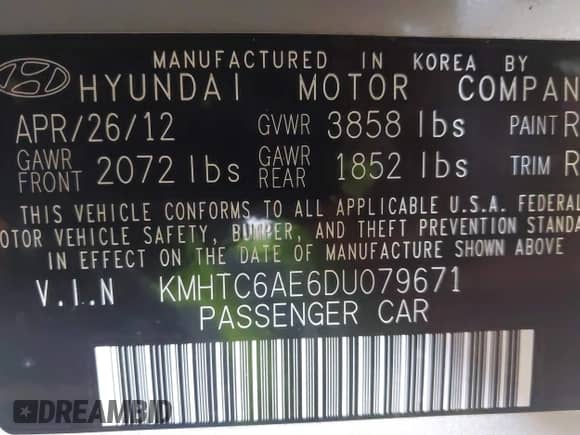 MANUFACTURED IN KOREA BY
HYUNDAI MOTOR COMPAN
APR/26/12 GVWR 3858 lbs PAINT R
GAWR FRONT 2072 lbs GAWR REAR 1852 lbs TRIM R
THIS VEHICLE CONFORMS TO ALL APPLICABLE U.S.A. FEDERAL
OTOR VEHICLE SAFETY, BUMPER, AND THEFT PREVENTION STANDA
IN EFFECT ON THE DATE OF MANUFACTURE SHOWN ABOVE
V.I.N KMHTC6AE6DU079671
PASSENGER CAR
DREAMBID